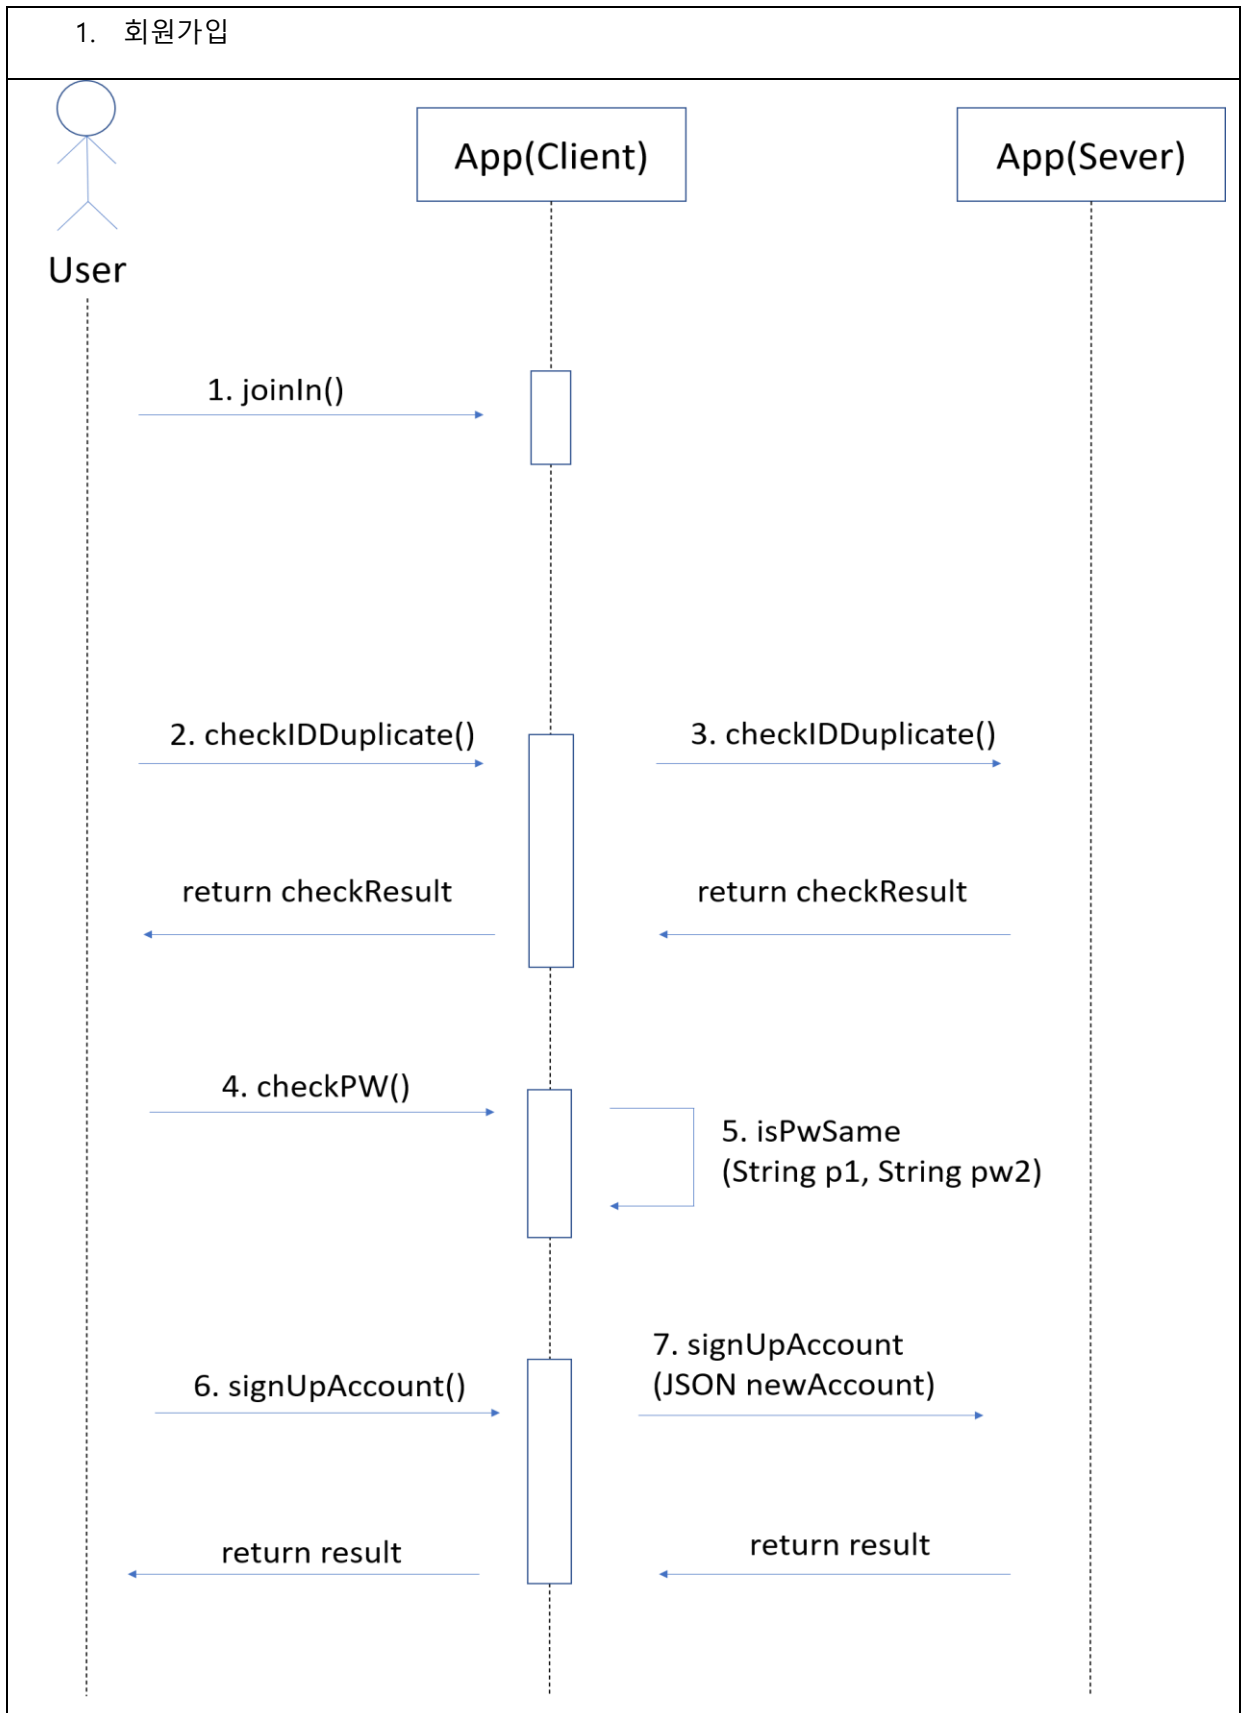 1. 회원가입
App(Client)
App(Sever)
User
1. joinIn()
2. checkIDDuplicate()
3. checkIDDuplicate()
return checkResult
return checkResult
4. checkPW()
5. isPwSame
(String p1, String pw2)
7. signUpAccount
(JSON newAccount)
6. signUpAccount()
return result
return result